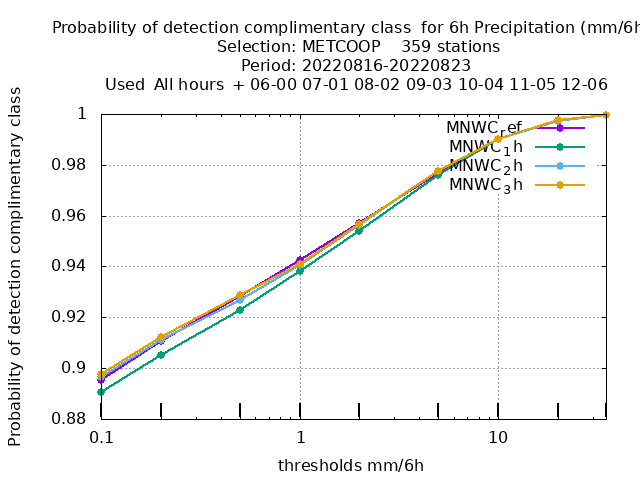 Probability of detection complimentary class  for 6h Precipitation (mm/6h
Selection: METCOOP    359 stations
Period: 20220816-20220823
Used  All hours  + 06-00 07-01 08-02 09-03 10-04 11-05 12-06
Probability of detection complimentary class
1
0.98
0.96
0.94
0.92
0.9
0.88
MNWC_ref
MNWC_1h
MNWC_2h
MNWC_3h
0.1
1
10
thresholds mm/6h